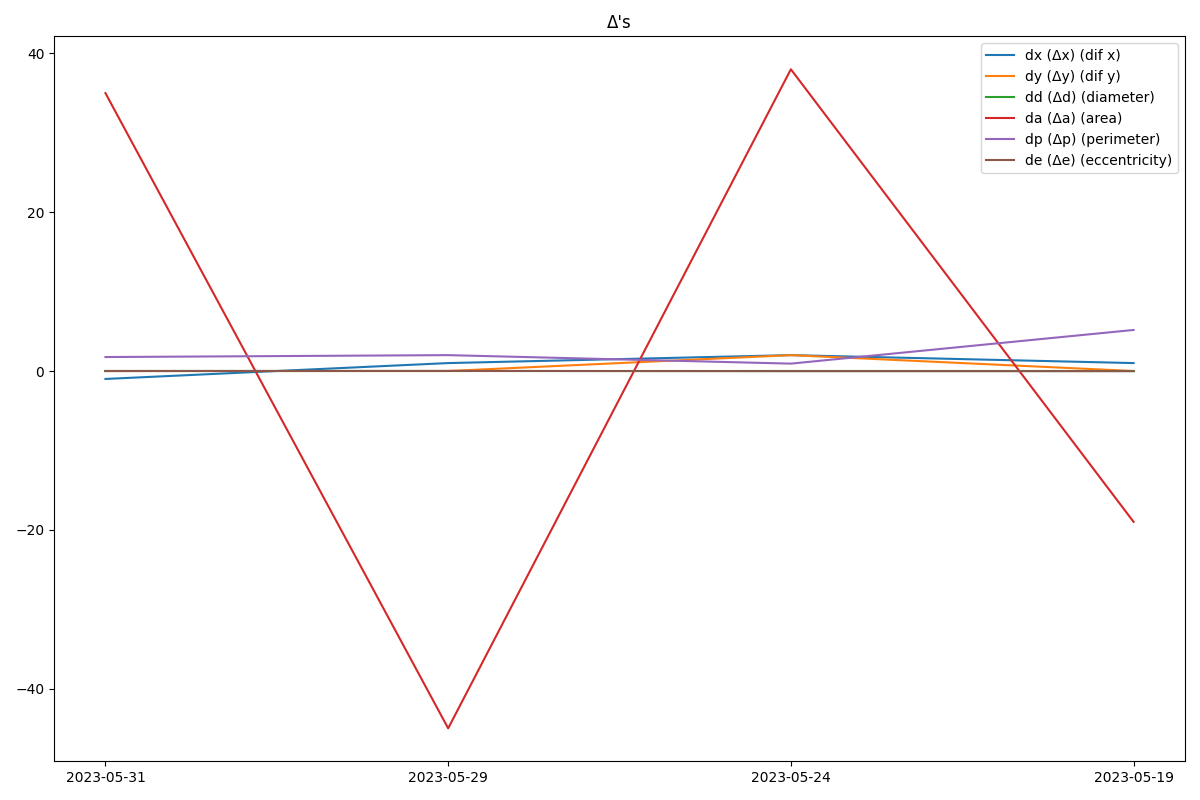 Δ's
40
20
0
−20
−40
dx (Δx) (dif x)
dy (Δy) (dif y)
dd (Δd) (diameter)
da (Δa) (area)
dp (Δp) (perimeter)
de (Δe) (eccentricity)
2023-05-31
2023-05-29
2023-05-24
2023-05-19